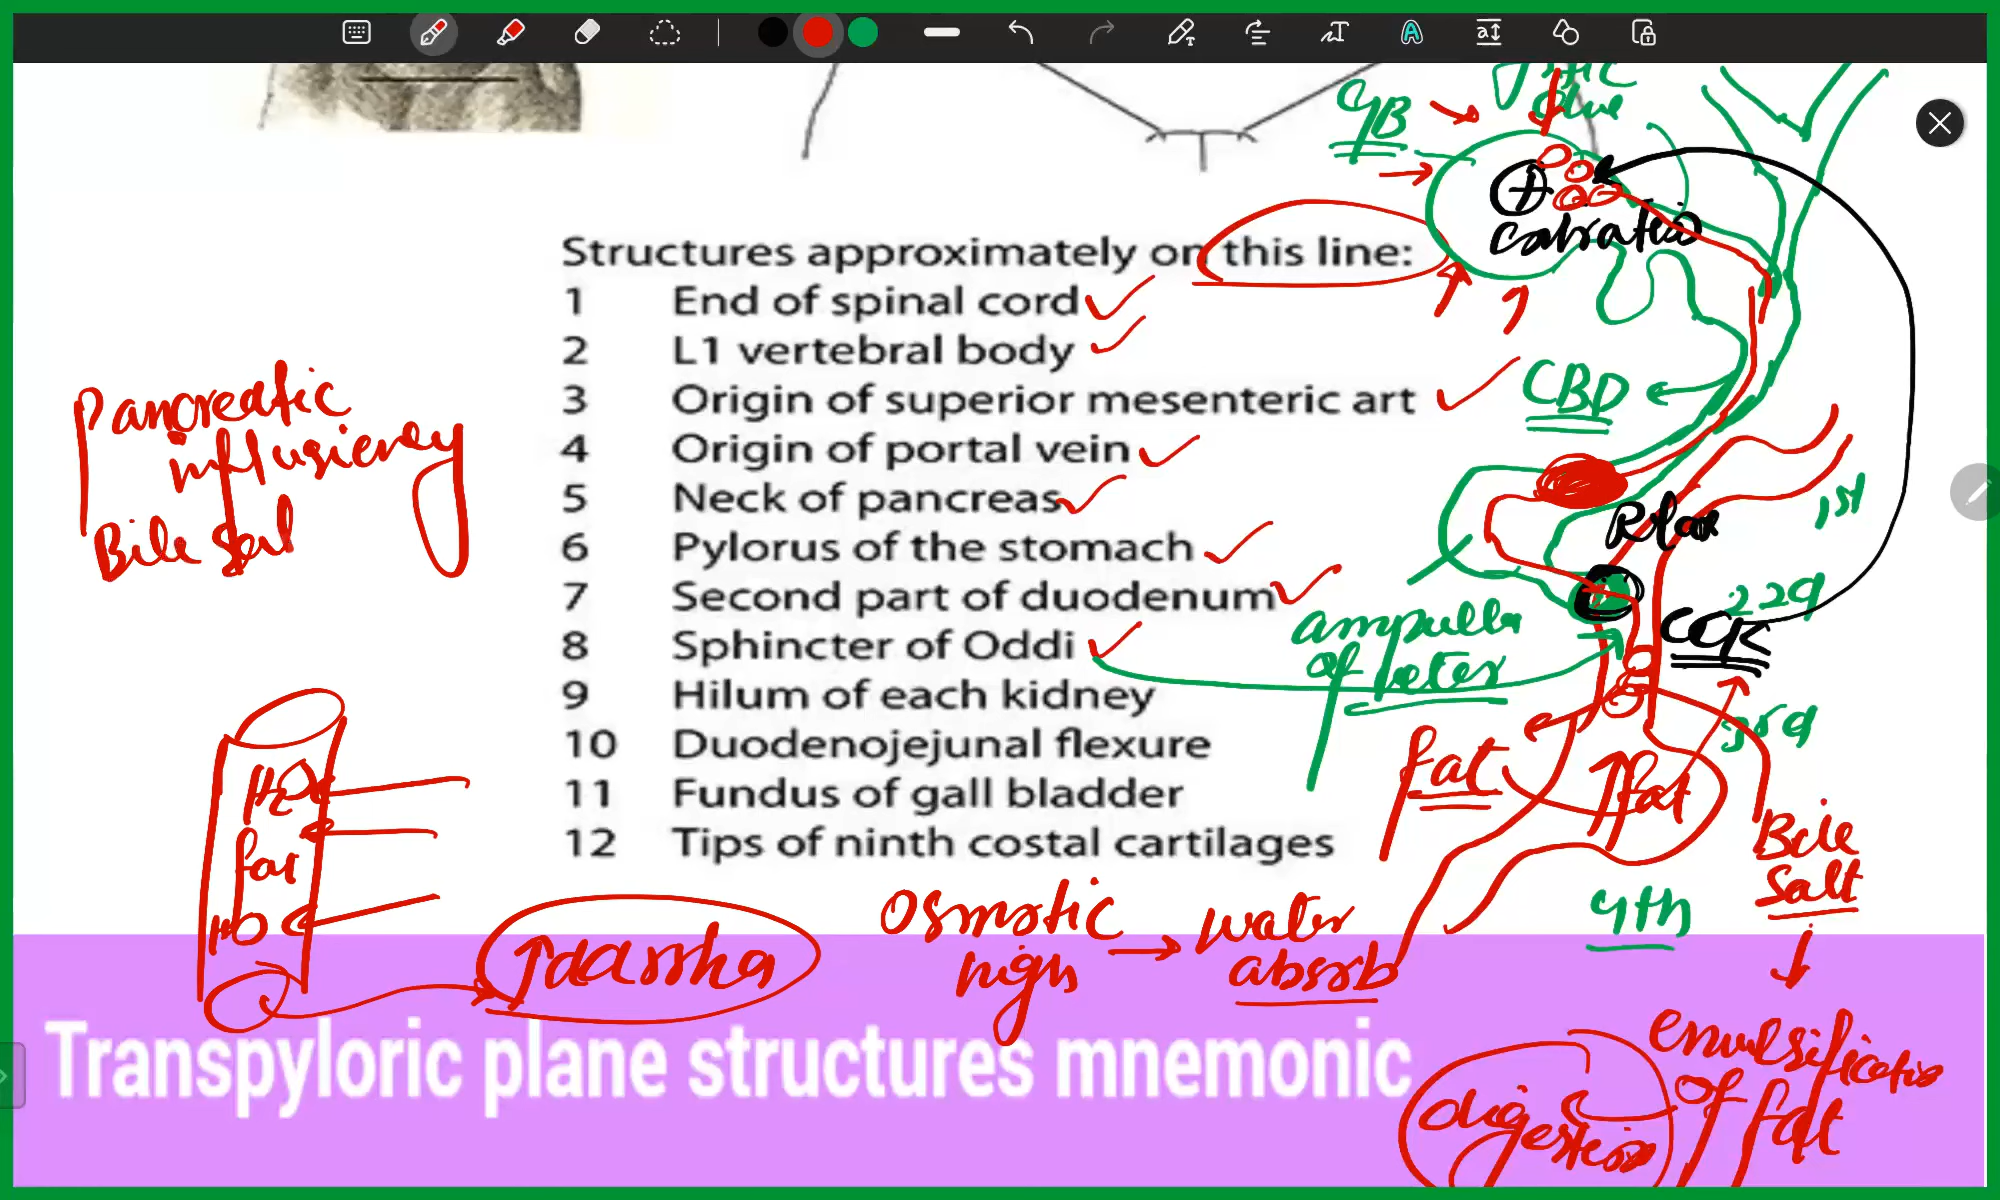 GB
Structures approximately on this line:
1 End of spinal cord
2 L1 vertebral body
3 Origin of superior mesenteric art
4 Origin of portal vein
5 Neck of pancreas
6 Pylorus of the stomach
7 Second part of duodenum
8 Sphincter of Oddi
9 Hilum of each kidney
10 Duodenojejunal flexure
11 Fundus of gall bladder
12 Tips of ninth costal cartilages
Pancreatic
Bile
CBD
1st
ampulla
of
CCK
2nd
3rd
fat
↑fat
Bile
Salt
4th
H2O
fat
H2O
Osmotic
high → water
absorb
emulsification
of fat
digestion
Transpyloric plane structures mnemonic